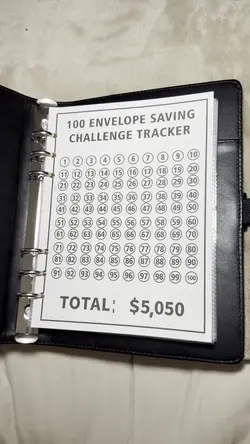 100 ENVELOPE SAVING
CHALLENGE TRACKER
1 2 3 4 5 6 7 8 9 10
11 12 13 14 15 16 17 18 19 20
21 22 23 24 25 26 27 28 29 30
31 32 33 34 35 36 37 38 39 40
41 42 43 44 45 46 47 48 49 50
51 52 53 54 55 56 57 58 59 60
61 62 63 64 65 66 67 68 69 70
71 72 73 74 75 76 77 78 79 80
81 82 83 84 85 86 87 88 89 90
91 92 93 94 95 96 97 98 99 100
TOTAL: $5,050